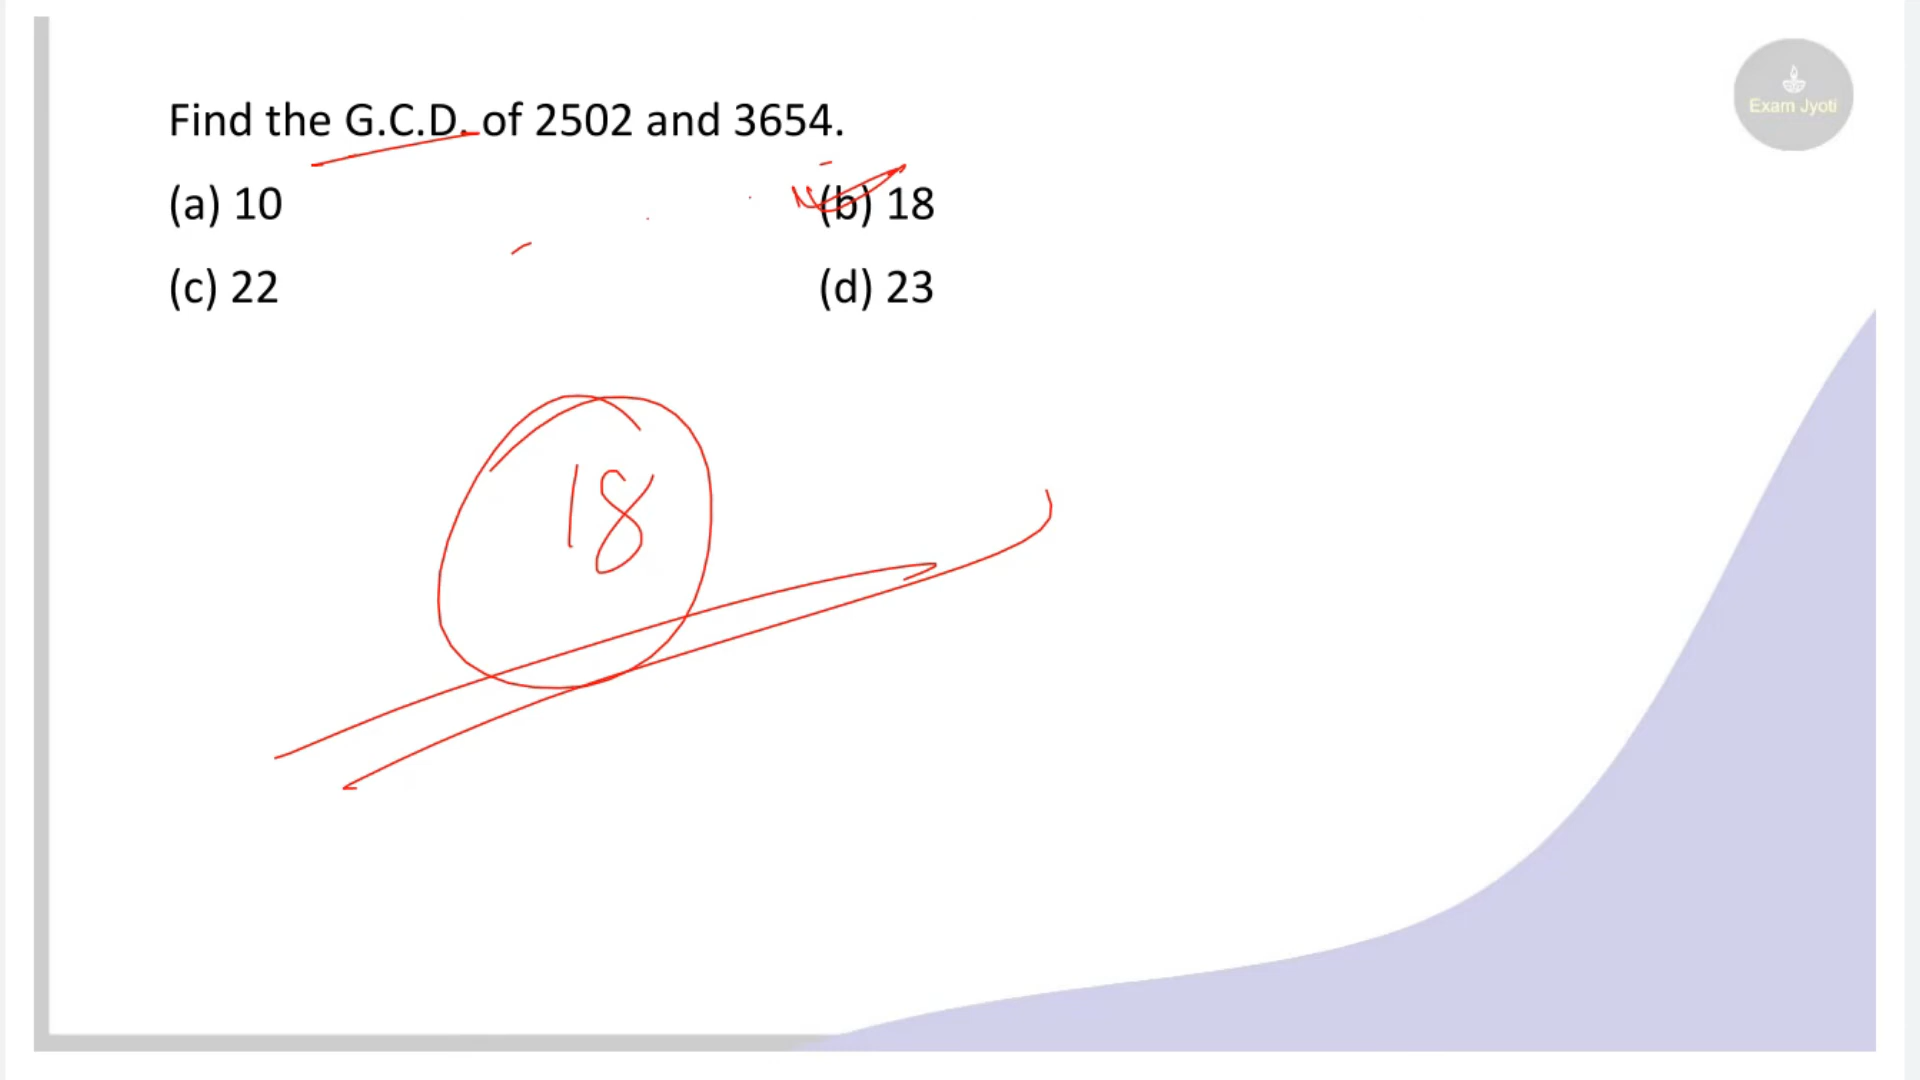 Find the G.C.D. of 2502 and 3654.
(a) 10 (b) 18
(c) 22 (d) 23
18
Exam Jyoti